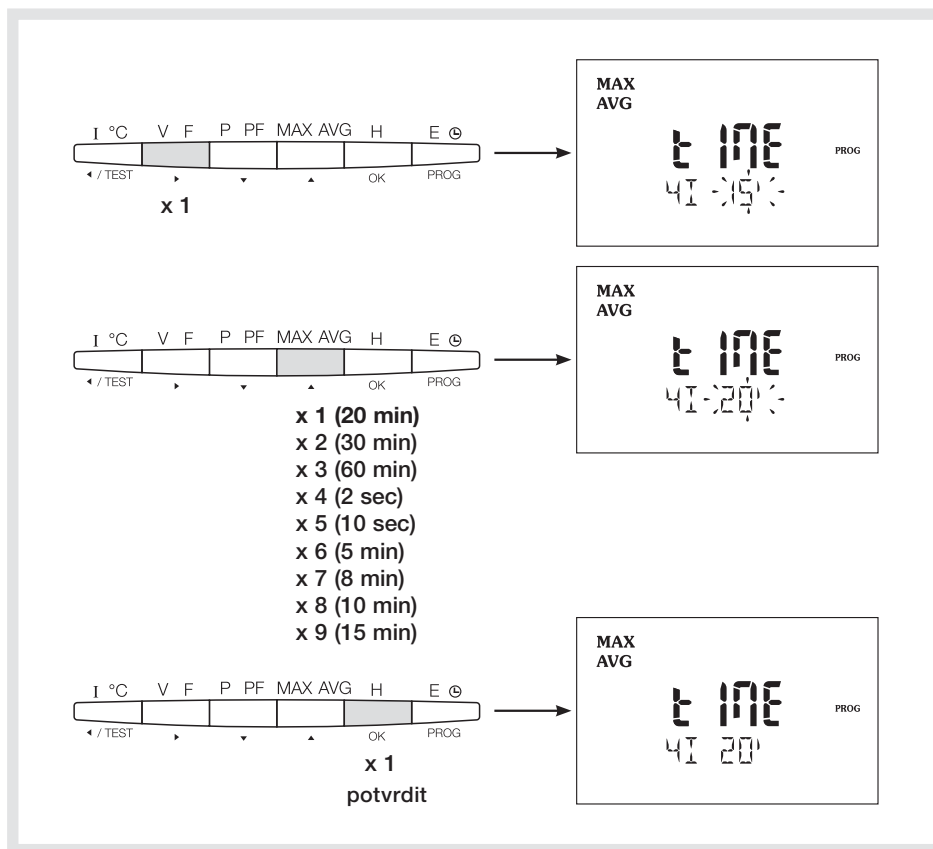 MAX
AVG
I °C V F P PF MAX AVG H E
t IME
PROG
/ TEST OK PROG
4I 15'
x 1
MAX
AVG
I °C V F P PF MAX AVG H E
t IME
PROG
/ TEST OK PROG
4I 20'
x 1 (20 min)
x 2 (30 min)
x 3 (60 min)
x 4 (2 sec)
x 5 (10 sec)
x 6 (5 min)
x 7 (8 min)
x 8 (10 min)
x 9 (15 min)
MAX
AVG
I °C V F P PF MAX AVG H E
t IME
PROG
/ TEST OK PROG
4I 20'
x 1
potvrdit